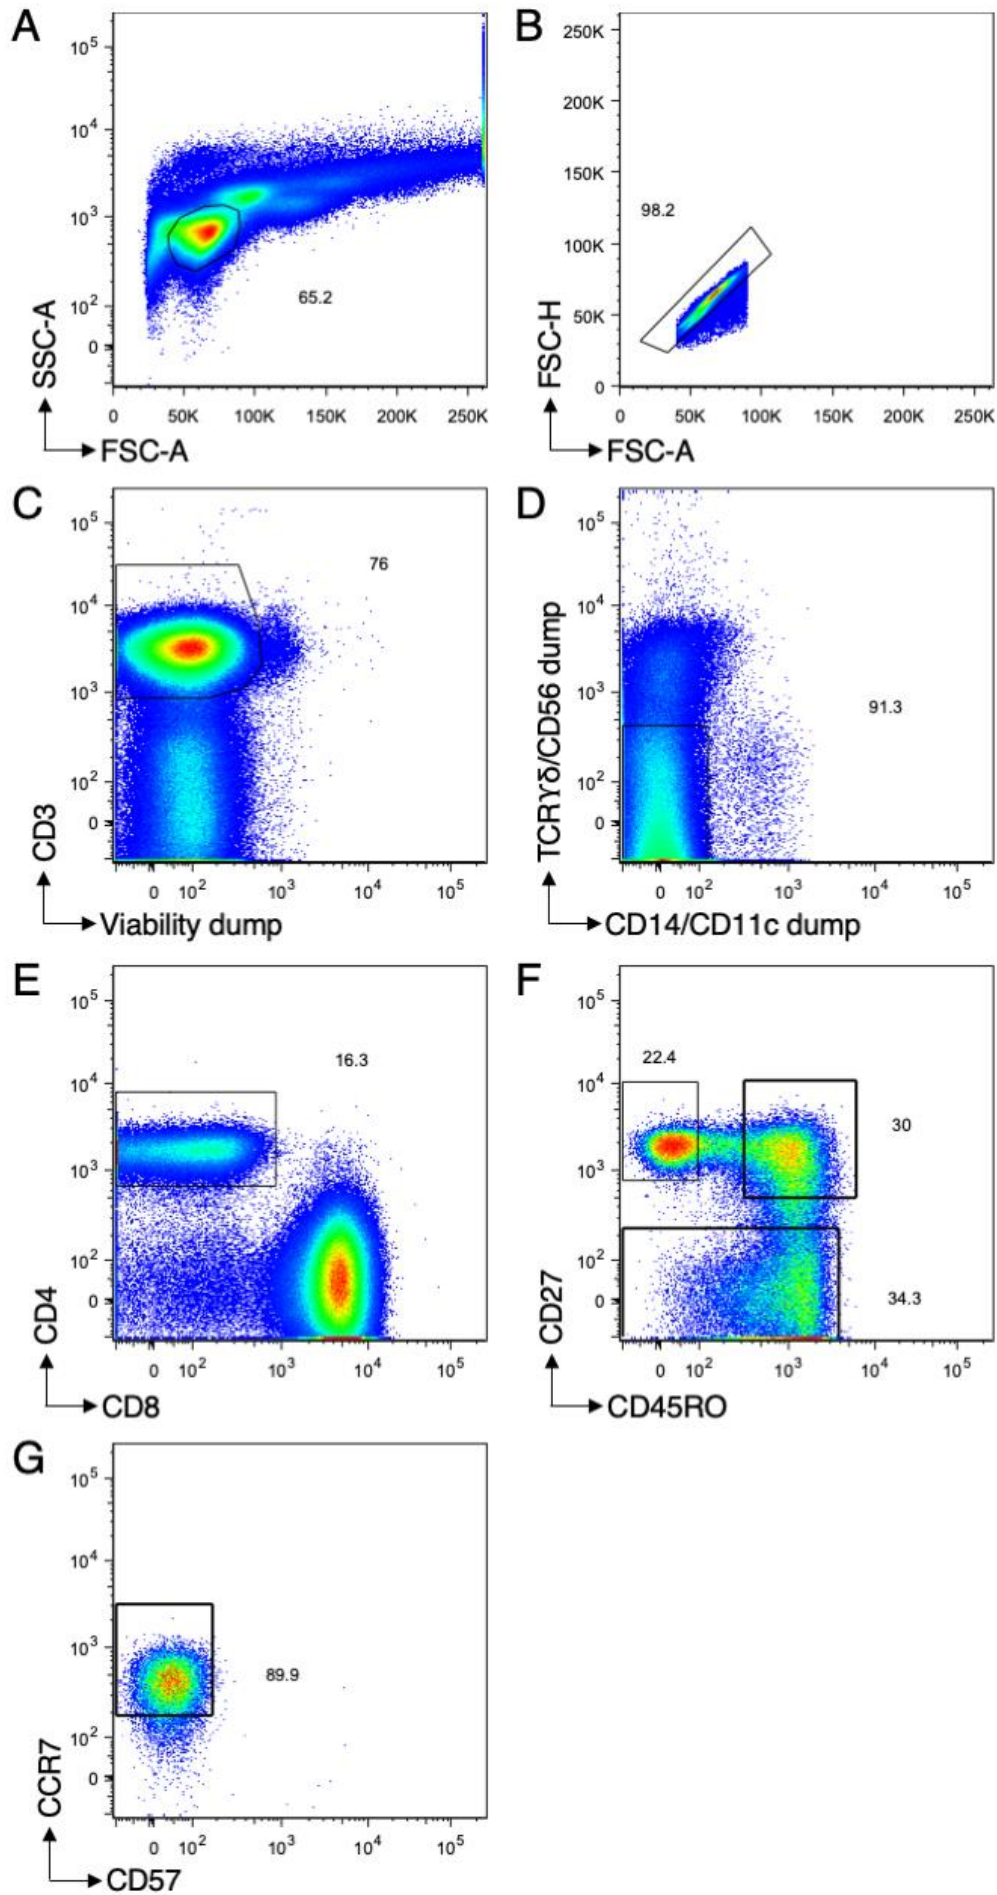 A
B
10^5
10^4
10^3
10^2
0
65.2
0 50K 100K 150K 200K 250K
SSC-A
FSC-A
250K
200K
150K
100K
50K
0
98.2
0 50K 100K 150K 200K 250K
FSC-H
FSC-A
C
D
10^5
10^4
10^3
10^2
0
76
0 10^2 10^3 10^4 10^5
CD3
Viability dump
10^5
10^4
10^3
10^2
0
91.3
0 10^2 10^3 10^4 10^5
TCRγδ/CD56 dump
CD14/CD11c dump
E
F
10^5
10^4
10^3
10^2
0
16.3
0 10^2 10^3 10^4 10^5
CD4
CD8
10^5
10^4
10^3
10^2
0
22.4
30
34.3
0 10^2 10^3 10^4 10^5
CD27
CD45RO
G
10^5
10^4
10^3
10^2
0
89.9
0 10^2 10^3 10^4 10^5
CCR7
CD57